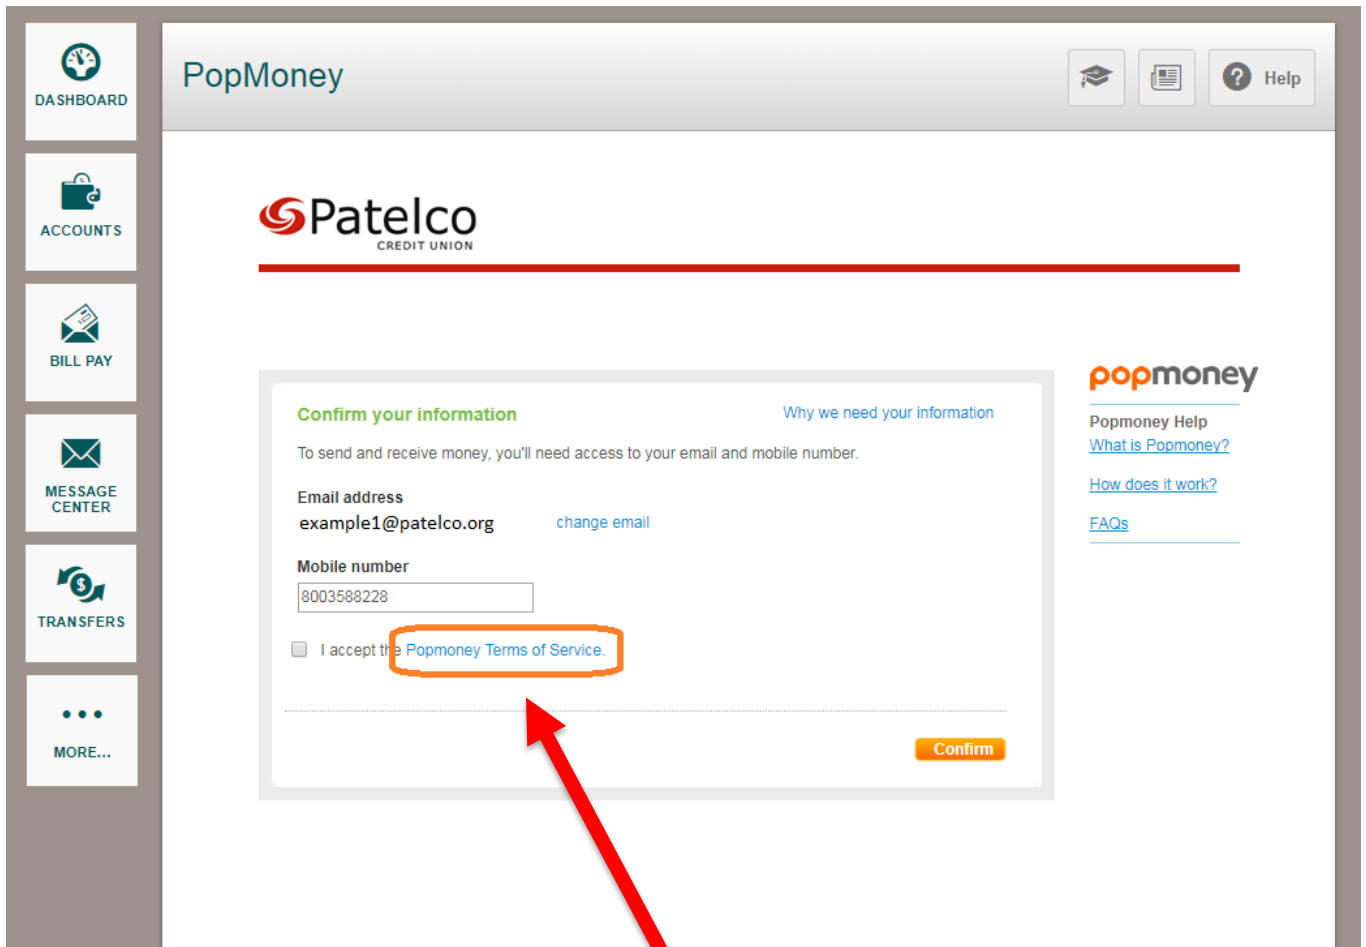 DASHBOARD
ACCOUNTS
BILL PAY
MESSAGE
CENTER
TRANSFERS
MORE...
PopMoney
Help
Patelco
CREDIT UNION
Confirm your information
Why we need your information
To send and receive money, you'll need access to your email and mobile number.
Email address
example1@patelco.org
change email
Mobile number
8003588228
I accept the Popmoney Terms of Service.
Confirm
popmoney
Popmoney Help
What is Popmoney?
How does it work?
FAQs